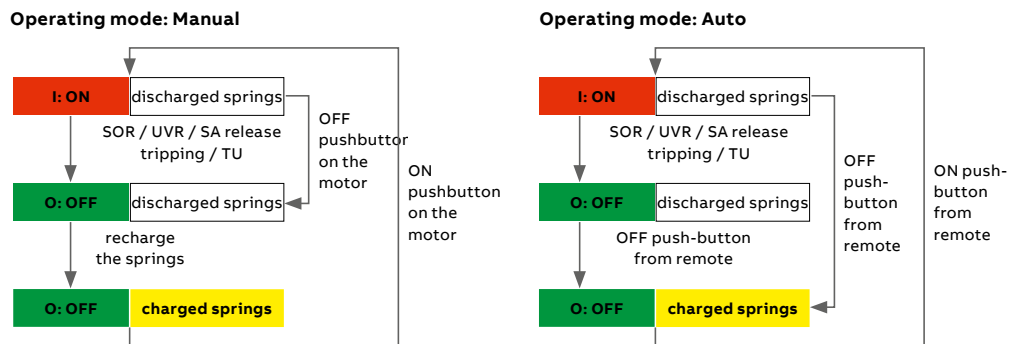 Operating mode: Manual
I: ON
discharged springs
SOR / UVR / SA release
tripping / TU
OFF
pushbuttor
on the
motor
ON
pushbutton
on the
motor
O: OFF
discharged springs
recharge
the springs
O: OFF
charged springs
Operating mode: Auto
I: ON
discharged springs
SOR / UVR / SA release
tripping / TU
OFF
push-
button
from
remote
ON push-
button
from
remote
O: OFF
discharged springs
OFF push-button
from remote
O: OFF
charged springs